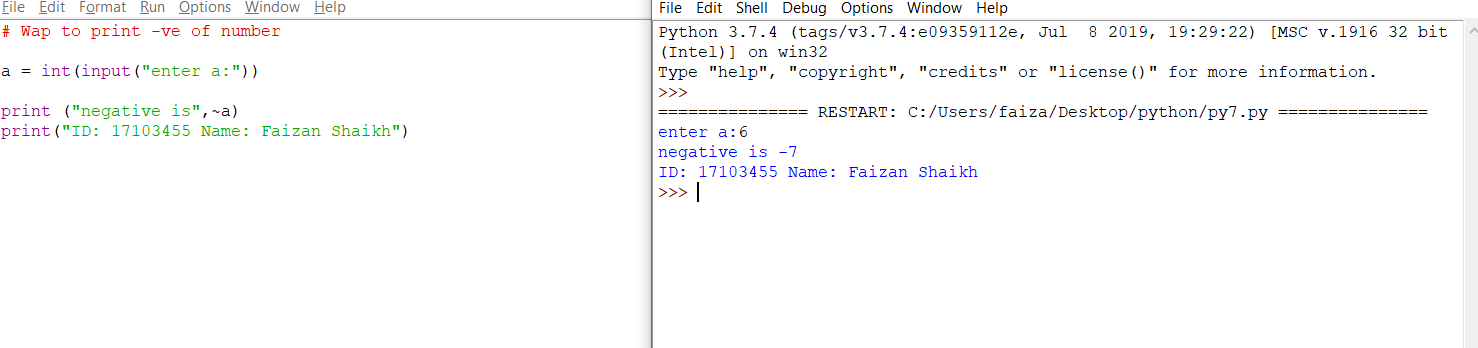 File Edit Format Run Options Window Help
# Wap to print -ve of number
a = int(input("enter a:"))
print ("negative is",~a)
print("ID: 17103455 Name: Faizan Shaikh")
File Edit Shell Debug Options Window Help
Python 3.7.4 (tags/v3.7.4:e09359112e, Jul  8 2019, 19:29:22) [MSC v.1916 32 bit
(Intel)] on win32
Type "help", "copyright", "credits" or "license()" for more information.
>>>
=============== RESTART: C:/Users/faiza/Desktop/python/py7.py ===============
enter a:6
negative is -7
ID: 17103455 Name: Faizan Shaikh
>>>